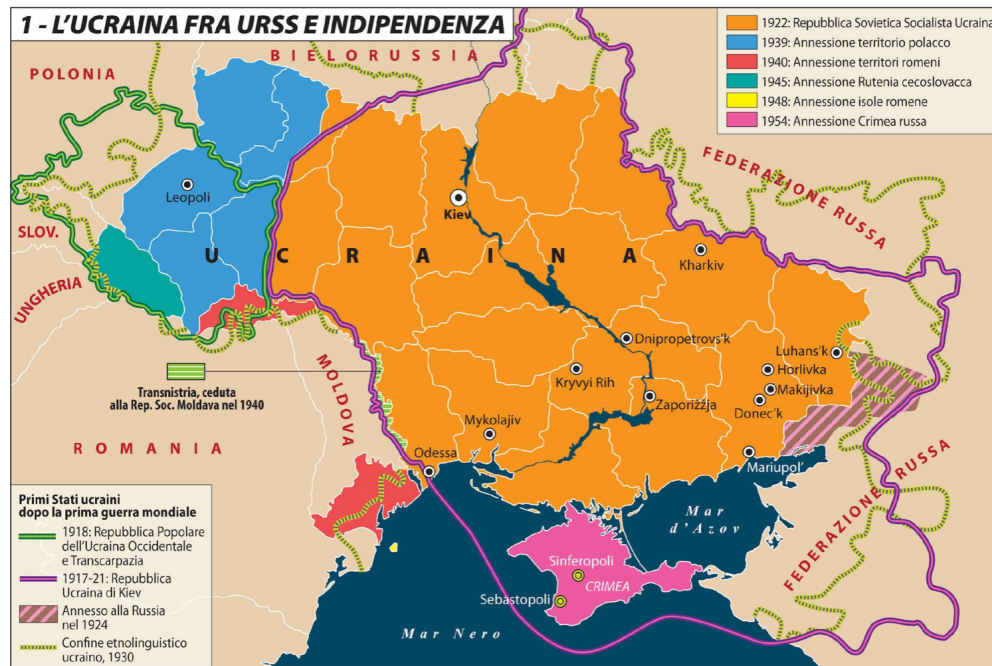 1 - L'UCRAINA FRA URSS E INDIPENDENZA
1922: Repubblica Sovietica Socialista Ucraina
1939: Annessione territorio polacco
1940: Annessione territori romeni
1945: Annessione Rutenia cecoslovacca
1948: Annessione isole romene
1954: Annessione Crimea russa
BIELORUSSIA
POLONIA
FEDERAZIONE RUSSA
Leopoli
Kiev
SLOV.
UCRAINA
Kharkiv
UNGHERIA
Dnipropetrovs'k
Luhans'k
Horlivka
Makijivka
Donec'k
Kryvyi Rih
Zaporižžja
MOLDOVA
Transnistria, ceduta
alla Rep. Soc. Moldava nel 1940
Mykolajiv
ROMANIA
Odessa
Mariupol'
FEDERAZIONE RUSSA
Mar
d'Azov
Sinferopoli
CRIMEA
Sebastopoli
Mar Nero
Primi Stati ucraini
dopo la prima guerra mondiale
1918: Repubblica Popolare
dell'Ucraina Occidentale
e Transcarpazia
1917-21: Repubblica
Ucraina di Kiev
Annesso alla Russia
nel 1924
Confine etnolinguistico
ucraino, 1930